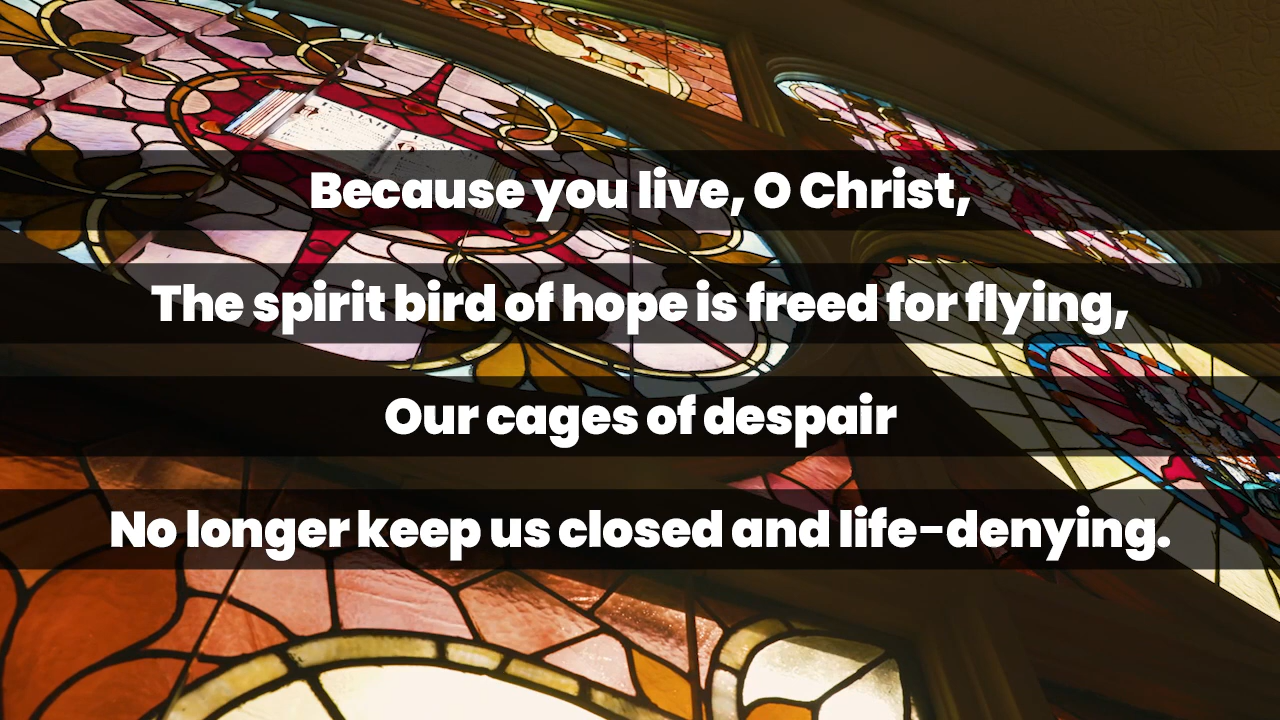 ISAIAH
Because you live, O Christ,
The spirit bird of hope is freed for flying,
Our cages of despair
No longer keep us closed and life-denying.